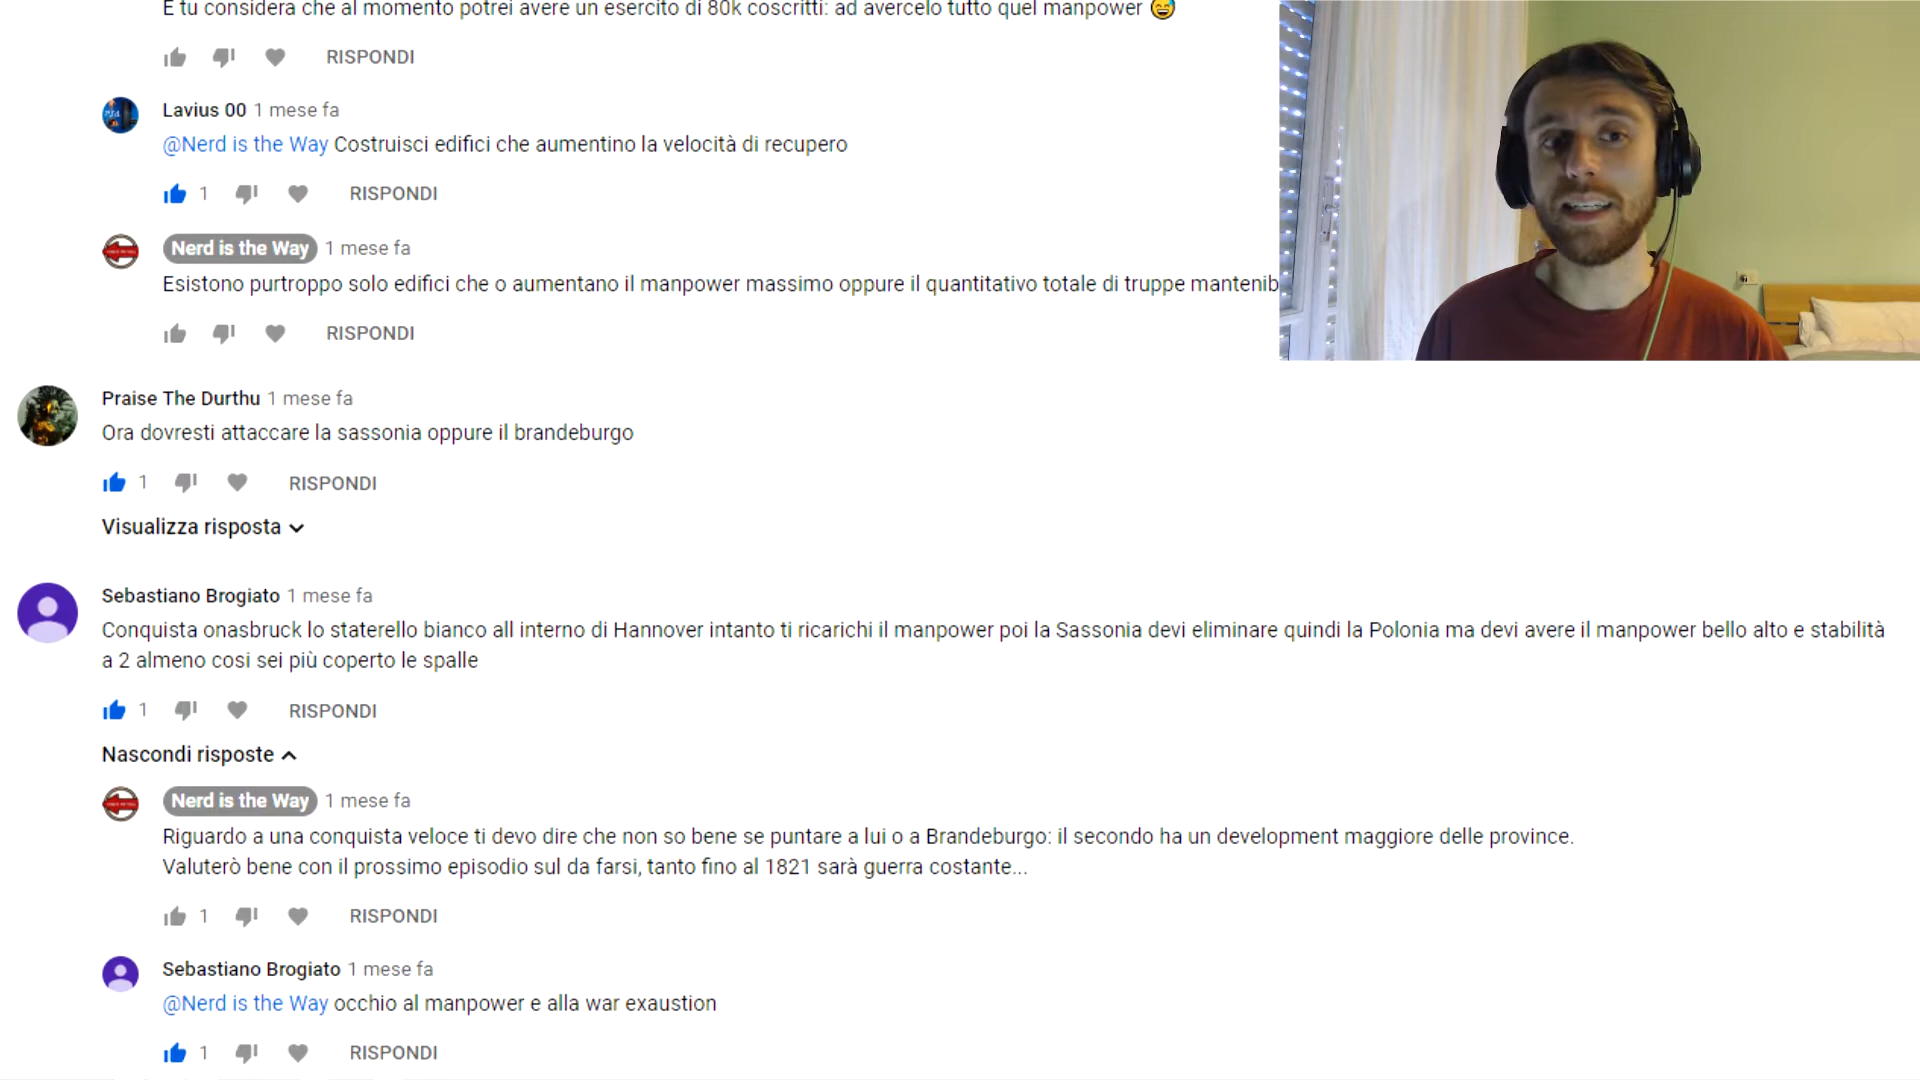 E tu considera che al momento potrei avere un esercito di 80k coscritti: ad avercelo tutto quel manpower 😅
RISPONDI
Lavius 00 1 mese fa
@Nerd is the Way Costruisci edifici che aumentino la velocità di recupero
1 RISPONDI
Nerd is the Way 1 mese fa
Esistono purtroppo solo edifici che o aumentano il manpower massimo oppure il quantitativo totale di truppe mantenib
RISPONDI
Praise The Durthu 1 mese fa
Ora dovresti attaccare la sassonia oppure il brandeburgo
1 RISPONDI
Visualizza risposta
Sebastiano Brogiato 1 mese fa
Conquista onasbruck lo staterello bianco all interno di Hannover intanto ti ricarichi il manpower poi la Sassonia devi eliminare quindi la Polonia ma devi avere il manpower bello alto e stabilità
a 2 almeno cosi sei più coperto le spalle
1 RISPONDI
Nascondi risposte
Nerd is the Way 1 mese fa
Riguardo a una conquista veloce ti devo dire che non so bene se puntare a lui o a Brandeburgo: il secondo ha un development maggiore delle province.
Valuterò bene con il prossimo episodio sul da farsi, tanto fino al 1821 sarà guerra costante...
1 RISPONDI
Sebastiano Brogiato 1 mese fa
@Nerd is the Way occhio al manpower e alla war exaustion
1 RISPONDI